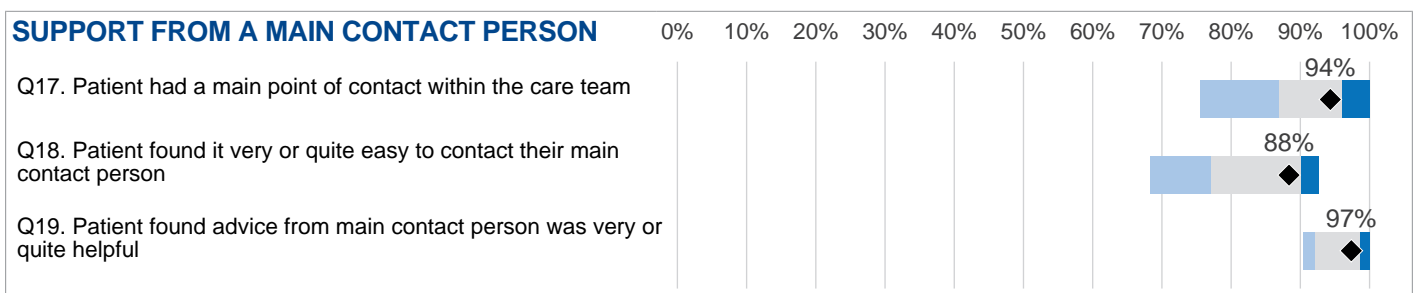 SUPPORT FROM A MAIN CONTACT PERSON 0% 10% 20% 30% 40% 50% 60% 70% 80% 90% 100%
94%
Q17. Patient had a main point of contact within the care team
88%
Q18. Patient found it very or quite easy to contact their main
contact person
97%
Q19. Patient found advice from main contact person was very or
quite helpful